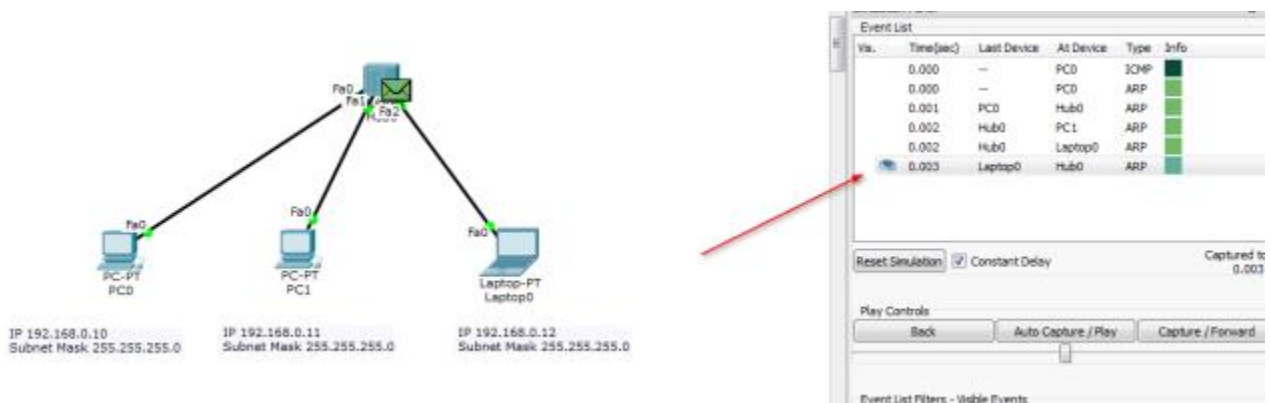 Event List
Vis. Time(sec) Last Device At Device Type Info
0.000 -- PC0 ICMP
0.000 -- PC0 ARP
0.001 PC0 Hub0 ARP
0.002 Hub0 PC1 ARP
0.002 Hub0 Laptop0 ARP
0.003 Laptop0 Hub0 ARP
Reset Simulation Constant Delay Captured to
0.003
Play Controls
Back Auto Capture / Play Capture / Forward
Event List Filters - Visible Events
Fa0
Fa1
Fa2
Fa0
Fa0
Fa0
PC-PT
PC0
PC-PT
PC1
Laptop-PT
Laptop0
IP 192.168.0.10
Subnet Mask 255.255.255.0
IP 192.168.0.11
Subnet Mask 255.255.255.0
IP 192.168.0.12
Subnet Mask 255.255.255.0